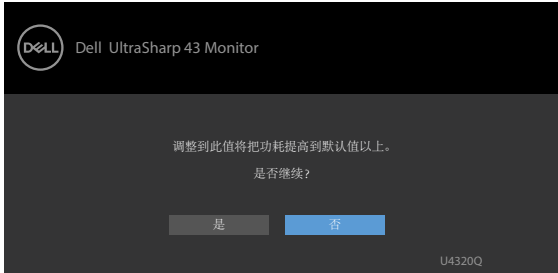 DELL
Dell UltraSharp 43 Monitor
调整到此值将把功耗提高到默认值以上。
是否继续?
是
否
U4320Q